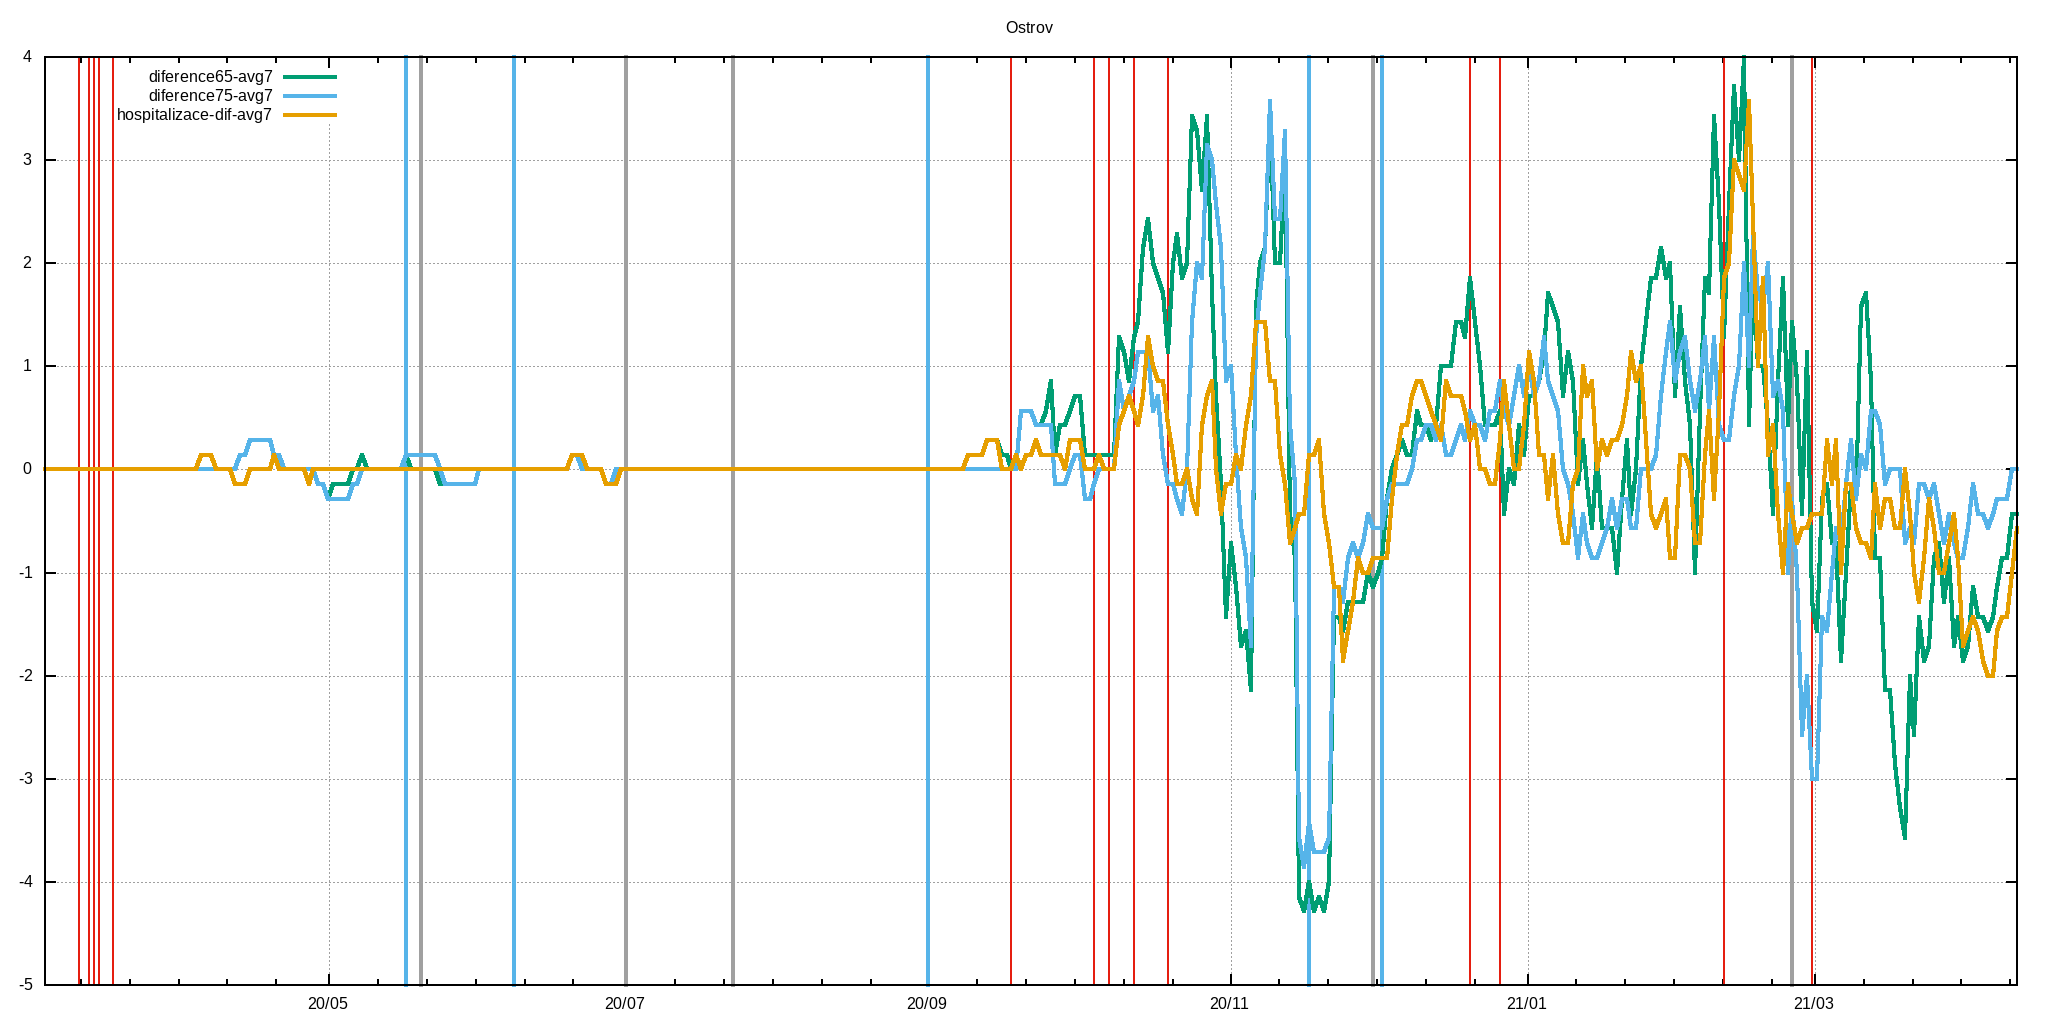 Ostrov
diference65-avg7
diference75-avg7
hospitalizace-dif-avg7
4
3
2
1
0
-1
-2
-3
-4
-5
20/05 20/07 20/09 20/11 21/01 21/03